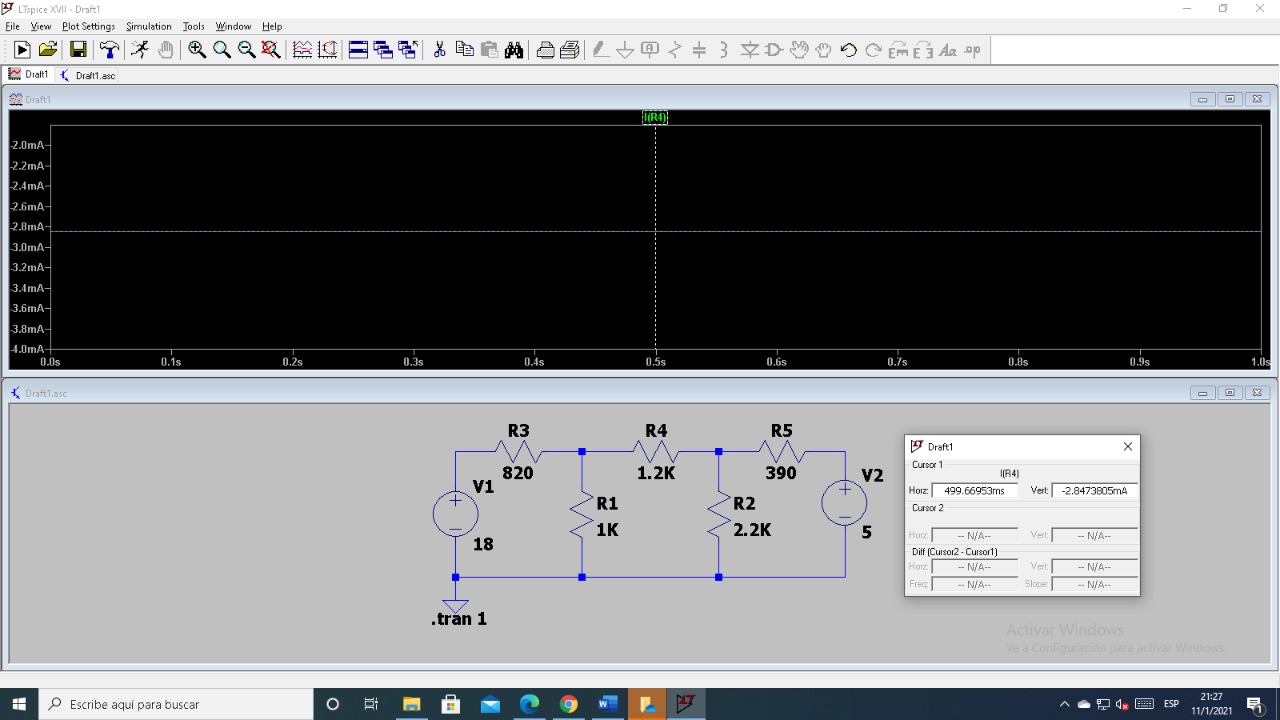 LTspice XVII - Draft1
File View Plot Settings Simulation Tools Window Help
Draft1 Draft1.asc
Draft1
I(R4)
-2.0mA
-2.2mA
-2.4mA
-2.6mA
-2.8mA
-3.0mA
-3.2mA
-3.4mA
-3.6mA
-3.8mA
-4.0mA
0.0s 0.1s 0.2s 0.3s 0.4s 0.5s 0.6s 0.7s 0.8s 0.9s 1.0s
Draft1.asc
R3 R4 R5
820 1.2K 390
V1 V2
R1 R2
1K 2.2K 5
18
.tran 1
Draft1
Cursor 1
I(R4)
Horz: 499.66953ms Vert: -2.8473805mA
Cursor 2
Horz: -- N/A-- Vert: -- N/A--
Diff (Cursor2 - Cursor1)
Horz: -- N/A-- Vert: -- N/A--
Freq: -- N/A-- Slope: -- N/A--
Activar Windows
Ve a Configuración para activar Windows.
Escribe aquí para buscar
ESP
21:27
11/1/2021
1